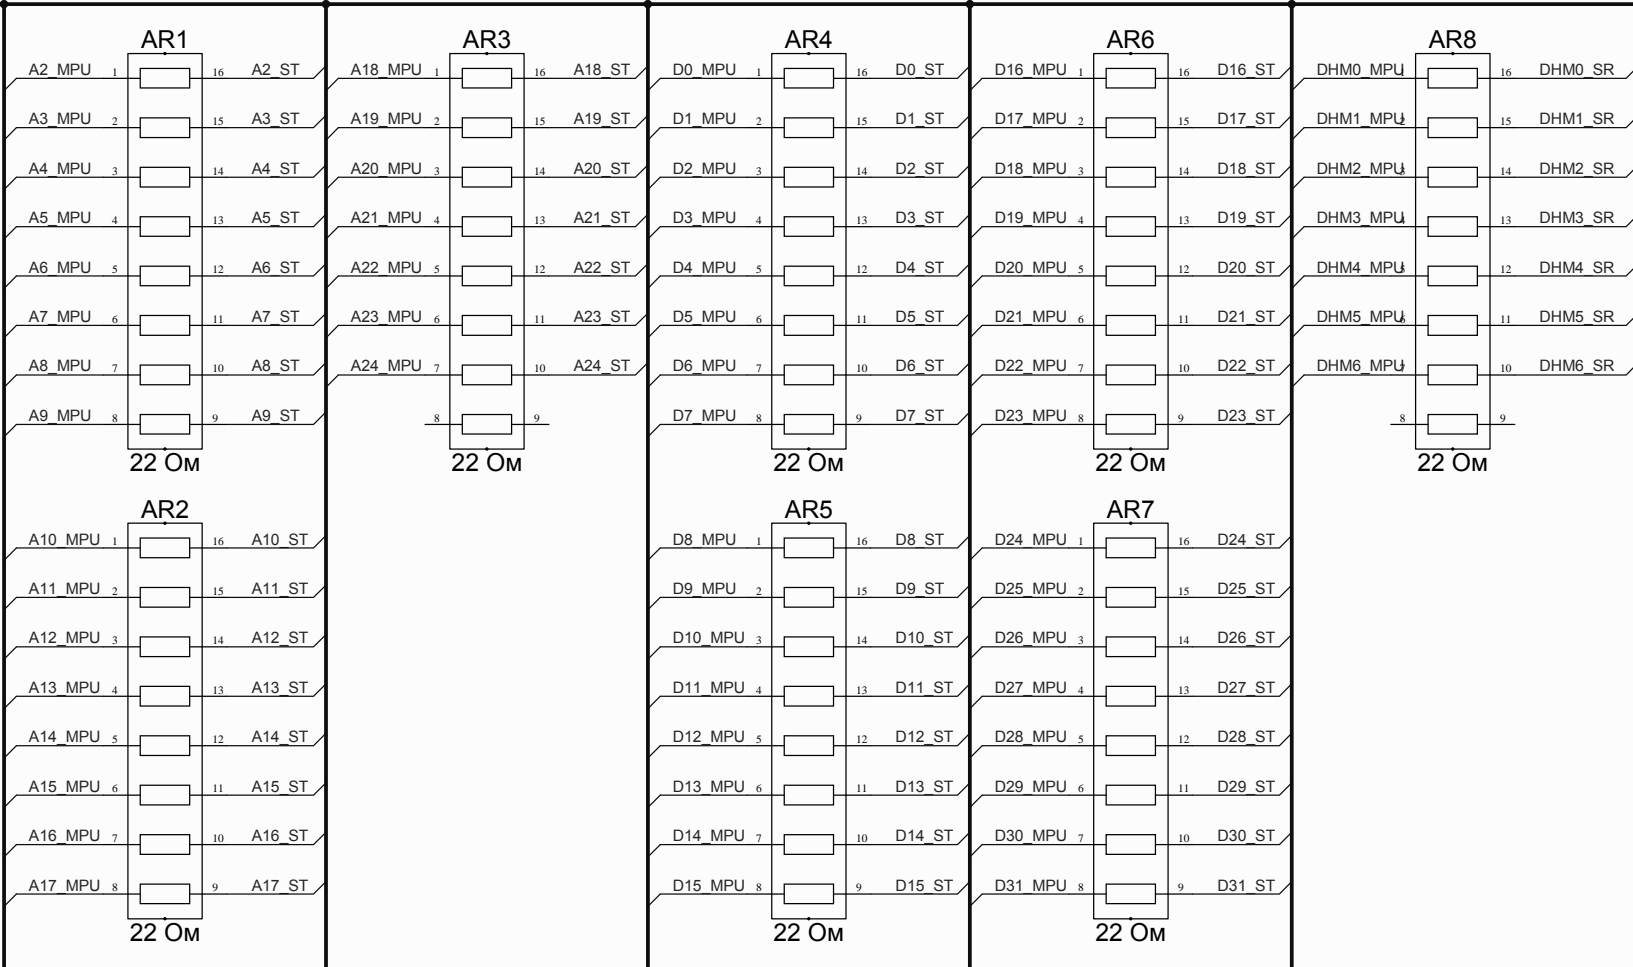 AR1
A2_MPU 1 16 A2_ST
A3_MPU 2 15 A3_ST
A4_MPU 3 14 A4_ST
A5_MPU 4 13 A5_ST
A6_MPU 5 12 A6_ST
A7_MPU 6 11 A7_ST
A8_MPU 7 10 A8_ST
A9_MPU 8 9 A9_ST
22 Ом
AR2
A10_MPU 1 16 A10_ST
A11_MPU 2 15 A11_ST
A12_MPU 3 14 A12_ST
A13_MPU 4 13 A13_ST
A14_MPU 5 12 A14_ST
A15_MPU 6 11 A15_ST
A16_MPU 7 10 A16_ST
A17_MPU 8 9 A17_ST
22 Ом
AR3
A18_MPU 1 16 A18_ST
A19_MPU 2 15 A19_ST
A20_MPU 3 14 A20_ST
A21_MPU 4 13 A21_ST
A22_MPU 5 12 A22_ST
A23_MPU 6 11 A23_ST
A24_MPU 7 10 A24_ST
8 9
22 Ом
AR4
D0_MPU 1 16 D0_ST
D1_MPU 2 15 D1_ST
D2_MPU 3 14 D2_ST
D3_MPU 4 13 D3_ST
D4_MPU 5 12 D4_ST
D5_MPU 6 11 D5_ST
D6_MPU 7 10 D6_ST
D7_MPU 8 9 D7_ST
22 Ом
AR5
D8_MPU 1 16 D8_ST
D9_MPU 2 15 D9_ST
D10_MPU 3 14 D10_ST
D11_MPU 4 13 D11_ST
D12_MPU 5 12 D12_ST
D13_MPU 6 11 D13_ST
D14_MPU 7 10 D14_ST
D15_MPU 8 9 D15_ST
22 Ом
AR6
D16_MPU 1 16 D16_ST
D17_MPU 2 15 D17_ST
D18_MPU 3 14 D18_ST
D19_MPU 4 13 D19_ST
D20_MPU 5 12 D20_ST
D21_MPU 6 11 D21_ST
D22_MPU 7 10 D22_ST
D23_MPU 8 9 D23_ST
22 Ом
AR7
D24_MPU 1 16 D24_ST
D25_MPU 2 15 D25_ST
D26_MPU 3 14 D26_ST
D27_MPU 4 13 D27_ST
D28_MPU 5 12 D28_ST
D29_MPU 6 11 D29_ST
D30_MPU 7 10 D30_ST
D31_MPU 8 9 D31_ST
22 Ом
AR8
DHM0_MPU 1 16 DHM0_SR
DHM1_MPU 2 15 DHM1_SR
DHM2_MPU 3 14 DHM2_SR
DHM3_MPU 4 13 DHM3_SR
DHM4_MPU 5 12 DHM4_SR
DHM5_MPU 6 11 DHM5_SR
DHM6_MPU 7 10 DHM6_SR
8 9
22 Ом